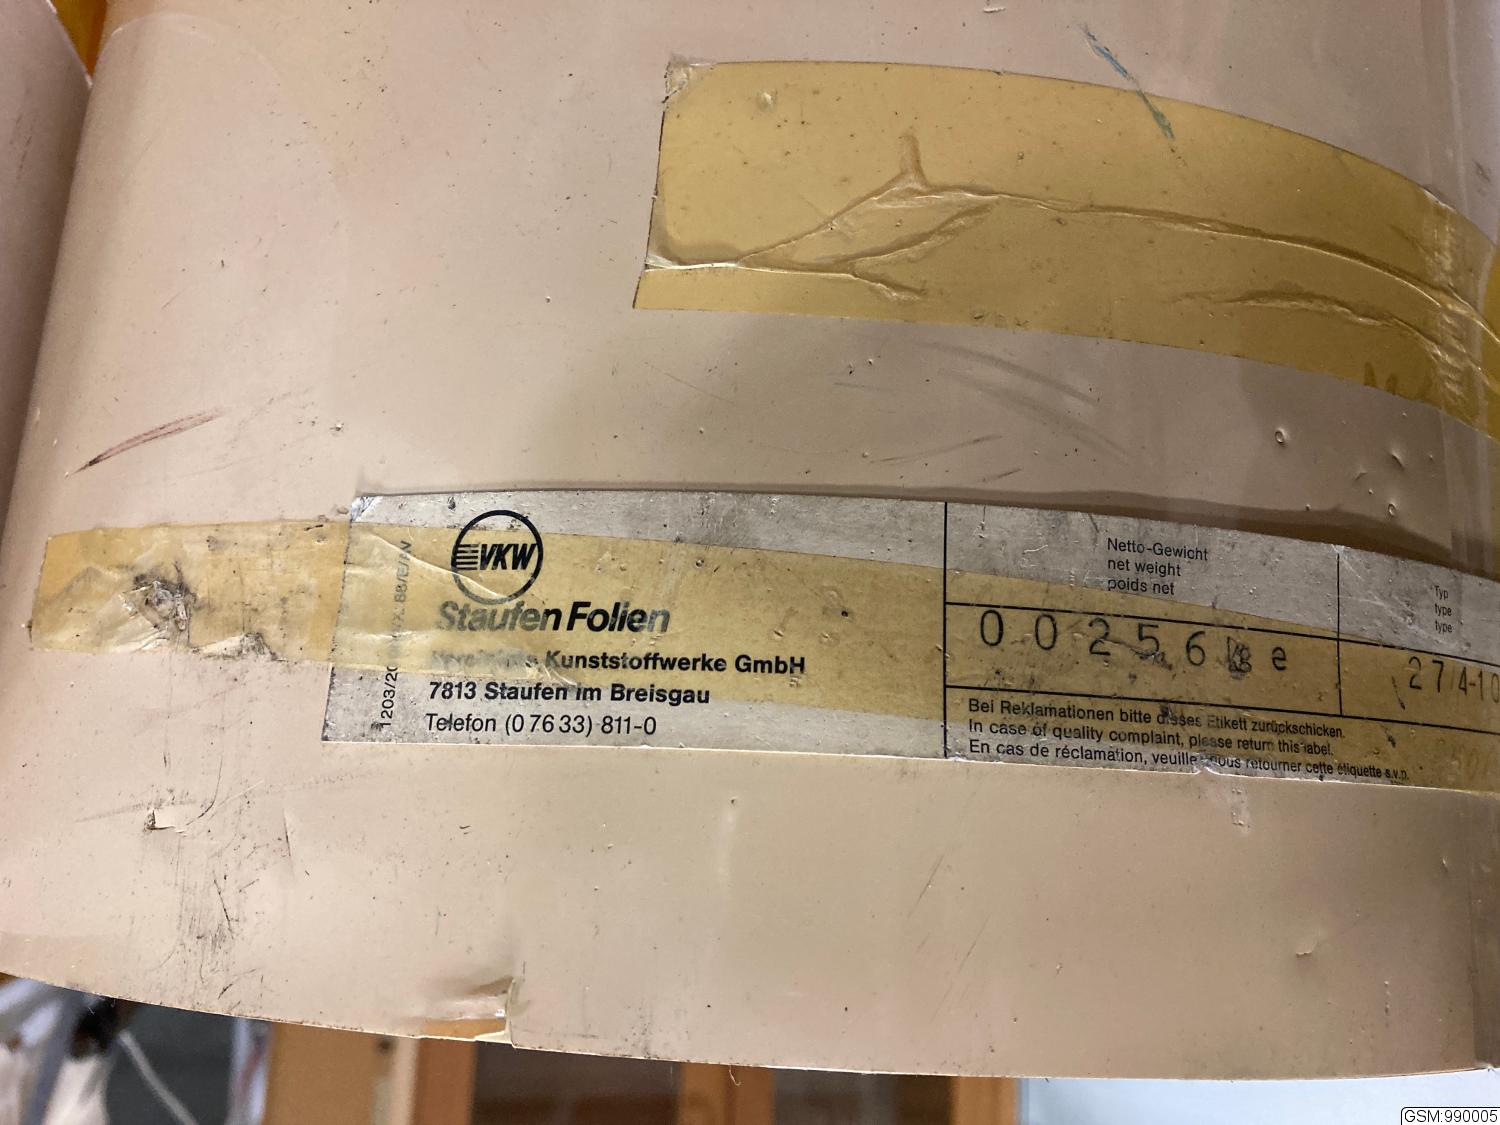 VKW
Staufen Folien
Kunststoffwerke GmbH
7813 Staufen im Breisgau
Telefon (0 76 33) 811-0
Netto-Gewicht
net weight
poids net
00256 e
Typ
type
type
274-10
Bei Reklamationen bitte dieses Etikett zurückschicken.
In case of quality complaint, please return this label.
En cas de réclamation, veuille nous retourner cette étiquette s.v.p.
GSM:990005